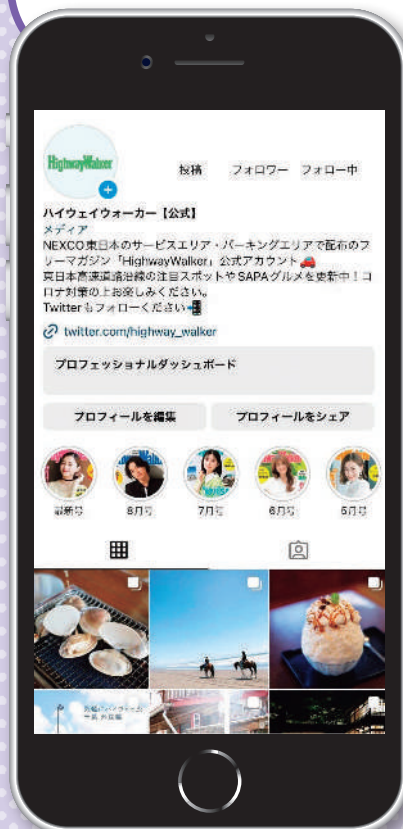 HighwayWalker
投稿 フォロワー フォロー中
ハイウェイウォーカー【公式】
メディア
NEXCO東日本のサービスエリア・パーキングエリアで配布のフ
リーマガジン「HighwayWalker」公式アカウント🚗
東日本高速道路沿線の注目スポットやSAPAグルメを更新中！コ
ロナ対策の上お楽しみください。
Twitterもフォローください📲
twitter.com/highway_walker
プロフェッショナルダッシュボード
プロフィールを編集 プロフィールをシェア
最新号 8月号 7月号 6月号 5月号